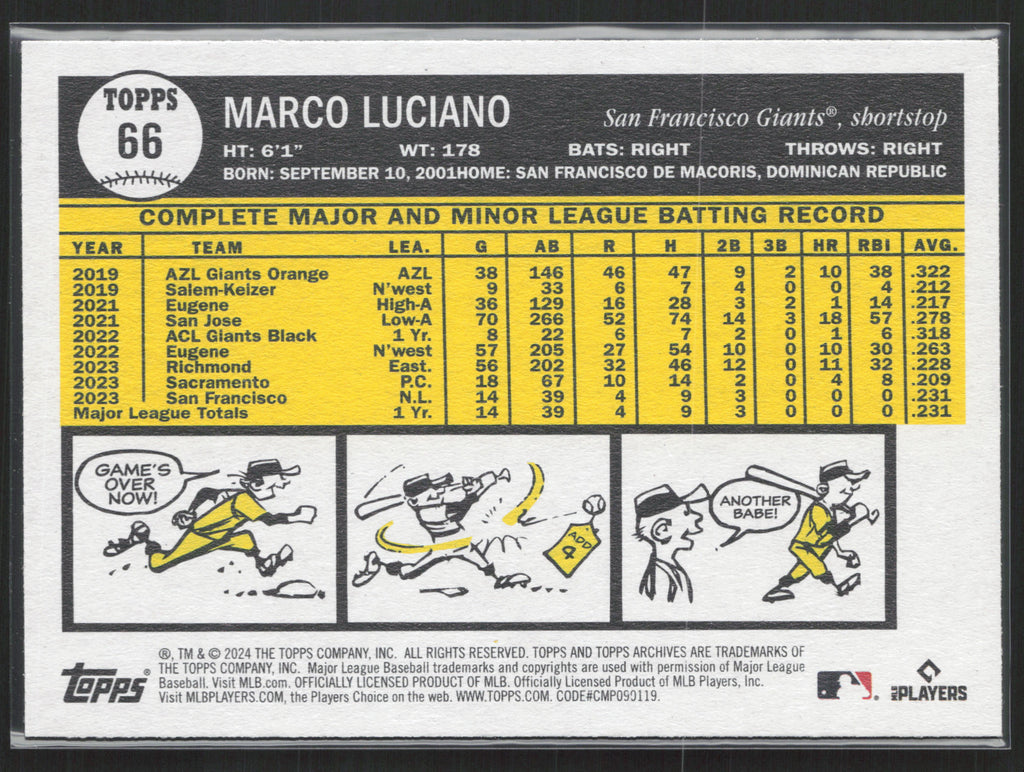 TOPPS
66
MARCO LUCIANO
San Francisco Giants®, shortstop
HT: 6'1" WT: 178 BATS: RIGHT THROWS: RIGHT
BORN: SEPTEMBER 10, 2001HOME: SAN FRANCISCO DE MACORIS, DOMINICAN REPUBLIC
COMPLETE MAJOR AND MINOR LEAGUE BATTING RECORD
YEAR TEAM LEA. G AB R H 2B 3B HR RBI AVG.
2019 AZL Giants Orange AZL 38 146 46 47 9 2 10 38 .322
2019 Salem-Keizer N'west 9 33 6 7 4 0 0 4 .212
2021 Eugene High-A 36 129 16 28 3 2 1 14 .217
2021 San Jose Low-A 70 266 52 74 14 3 18 57 .278
2022 ACL Giants Black 1 Yr. 8 22 6 7 2 0 1 6 .318
2022 Eugene N'west 57 205 27 54 10 0 10 30 .263
2023 Richmond East. 56 202 32 46 12 0 11 32 .228
2023 Sacramento P.C. 18 67 10 14 2 0 4 8 .209
2023 San Francisco N.L. 14 39 4 9 3 0 0 0 .231
Major League Totals 1 Yr. 14 39 4 9 3 0 0 0 .231
GAME'S
OVER
NOW!
ADD
4
ANOTHER
BABE!
®, TM & © 2024 THE TOPPS COMPANY, INC. ALL RIGHTS RESERVED. TOPPS AND TOPPS ARCHIVES ARE TRADEMARKS OF
THE TOPPS COMPANY, INC. Major League Baseball trademarks and copyrights are used with permission of Major League
Baseball. Visit MLB.com. OFFICIALLY LICENSED PRODUCT OF MLB. Officially Licensed Product of MLB Players, Inc.
Visit MLBPLAYERS.COM, the Players Choice on the web. WWW.TOPPS.COM. CODE#CMP099119.
topps®
MLB PLAYERS